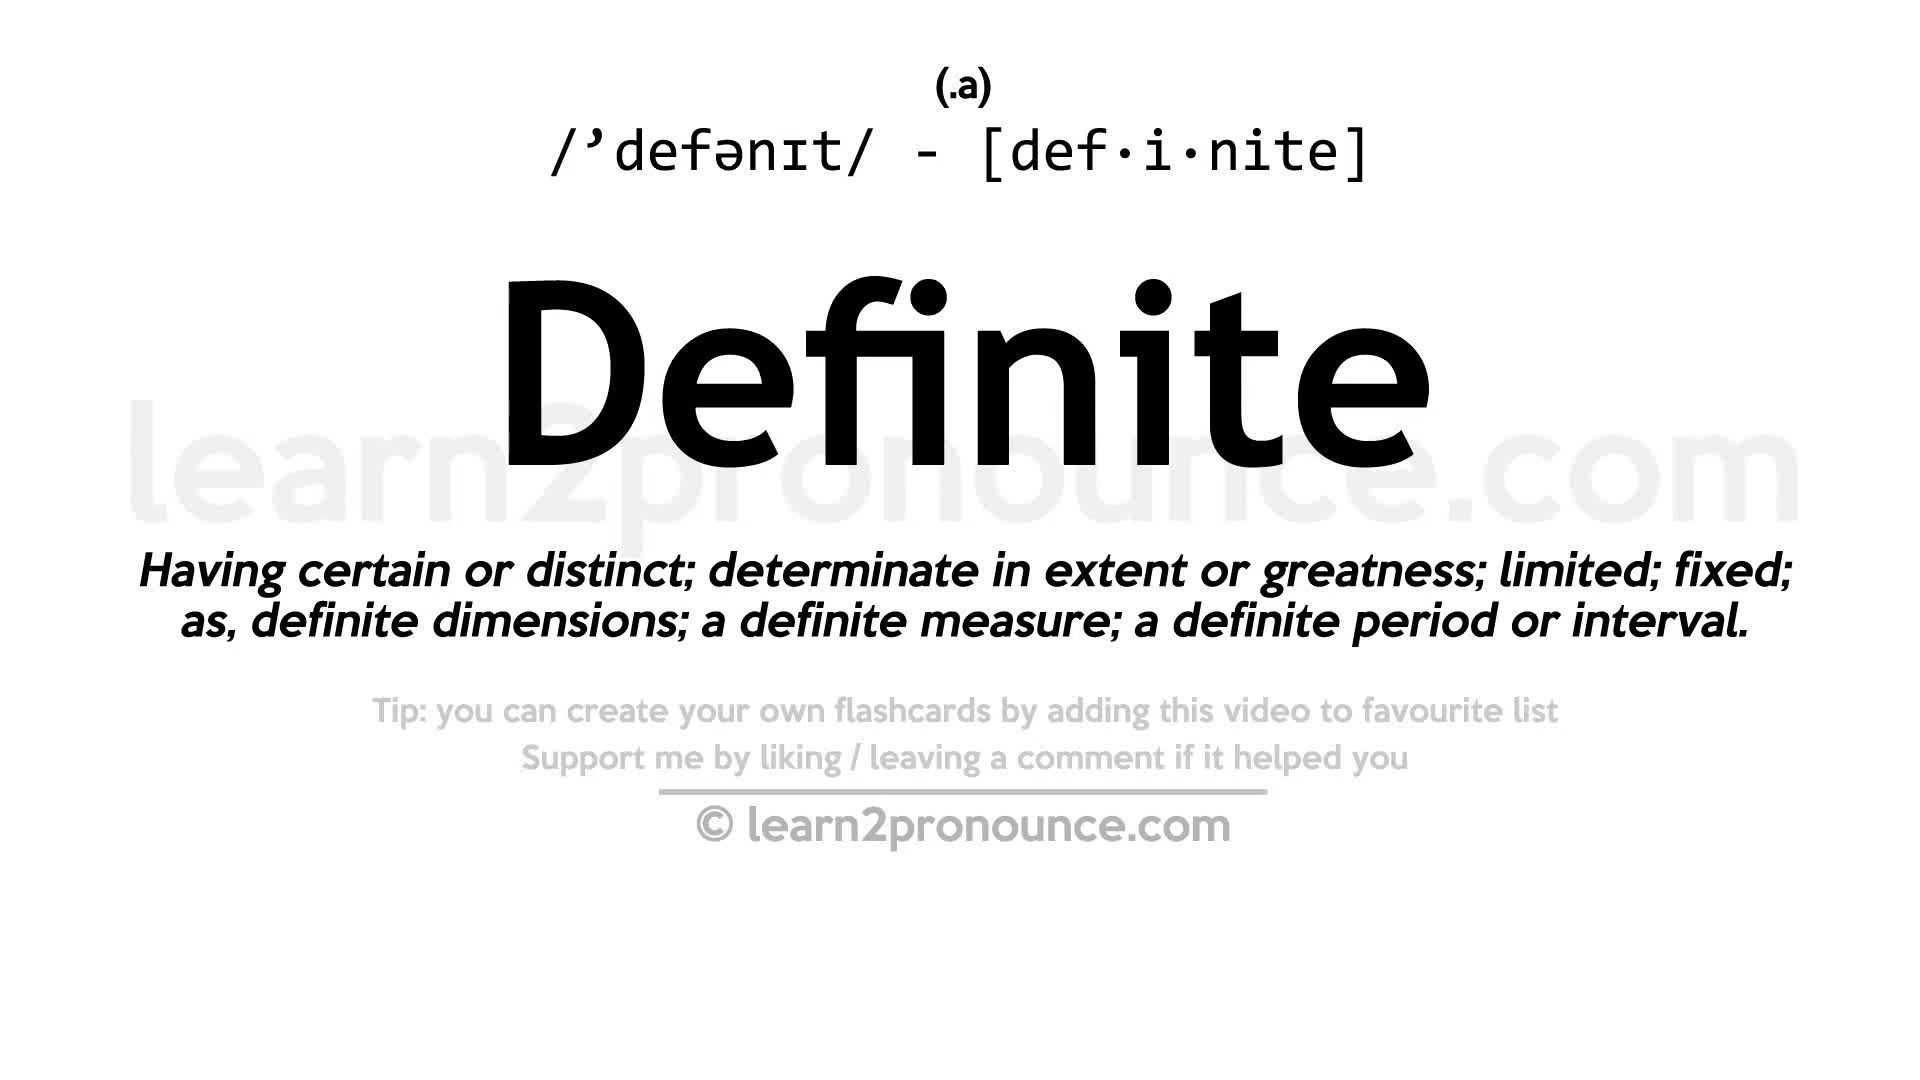 (.a)
/’defənɪt/ - [def·i·nite]
Definite
learn2pronounce.com
Having certain or distinct; determinate in extent or greatness; limited; fixed;
as, definite dimensions; a definite measure; a definite period or interval.
Tip: you can create your own flashcards by adding this video to favourite list
Support me by liking / leaving a comment if it helped you
© learn2pronounce.com